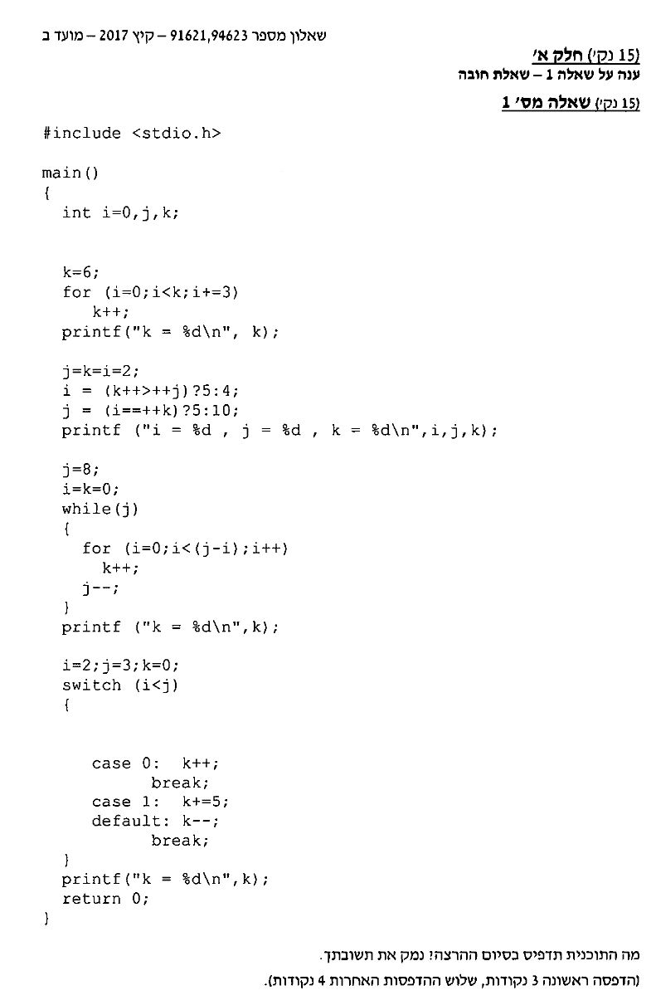 שאלון מספר 91621,94623 – קיץ 2017 – מועד ב
(15 נק') חלק א'
ענה על שאלה 1 – שאלת חובה
(15 נק') שאלה מס' 1
#include <stdio.h>
main()
{
int i=0,j,k;
k=6;
for (i=0;i<k;i+=3)
k++;
printf("k = %d\n", k);
j=k=i=2;
i = (k++>++j)?5:4;
j = (i==++k)?5:10;
printf ("i = %d , j = %d , k = %d\n",i,j,k);
j=8;
i=k=0;
while(j)
{
for (i=0;i<(j-i);i++)
k++;
j--;
}
printf ("k = %d\n",k);
i=2;j=3;k=0;
switch (i<j)
{
case 0: k++;
break;
case 1: k+=5;
default: k--;
break;
}
printf("k = %d\n",k);
return 0;
}
מה התוכנית תדפיס בסיום ההרצה? נמק את תשובתך.
(הדפסה ראשונה 3 נקודות, שלוש ההדפסות האחרות 4 נקודות).